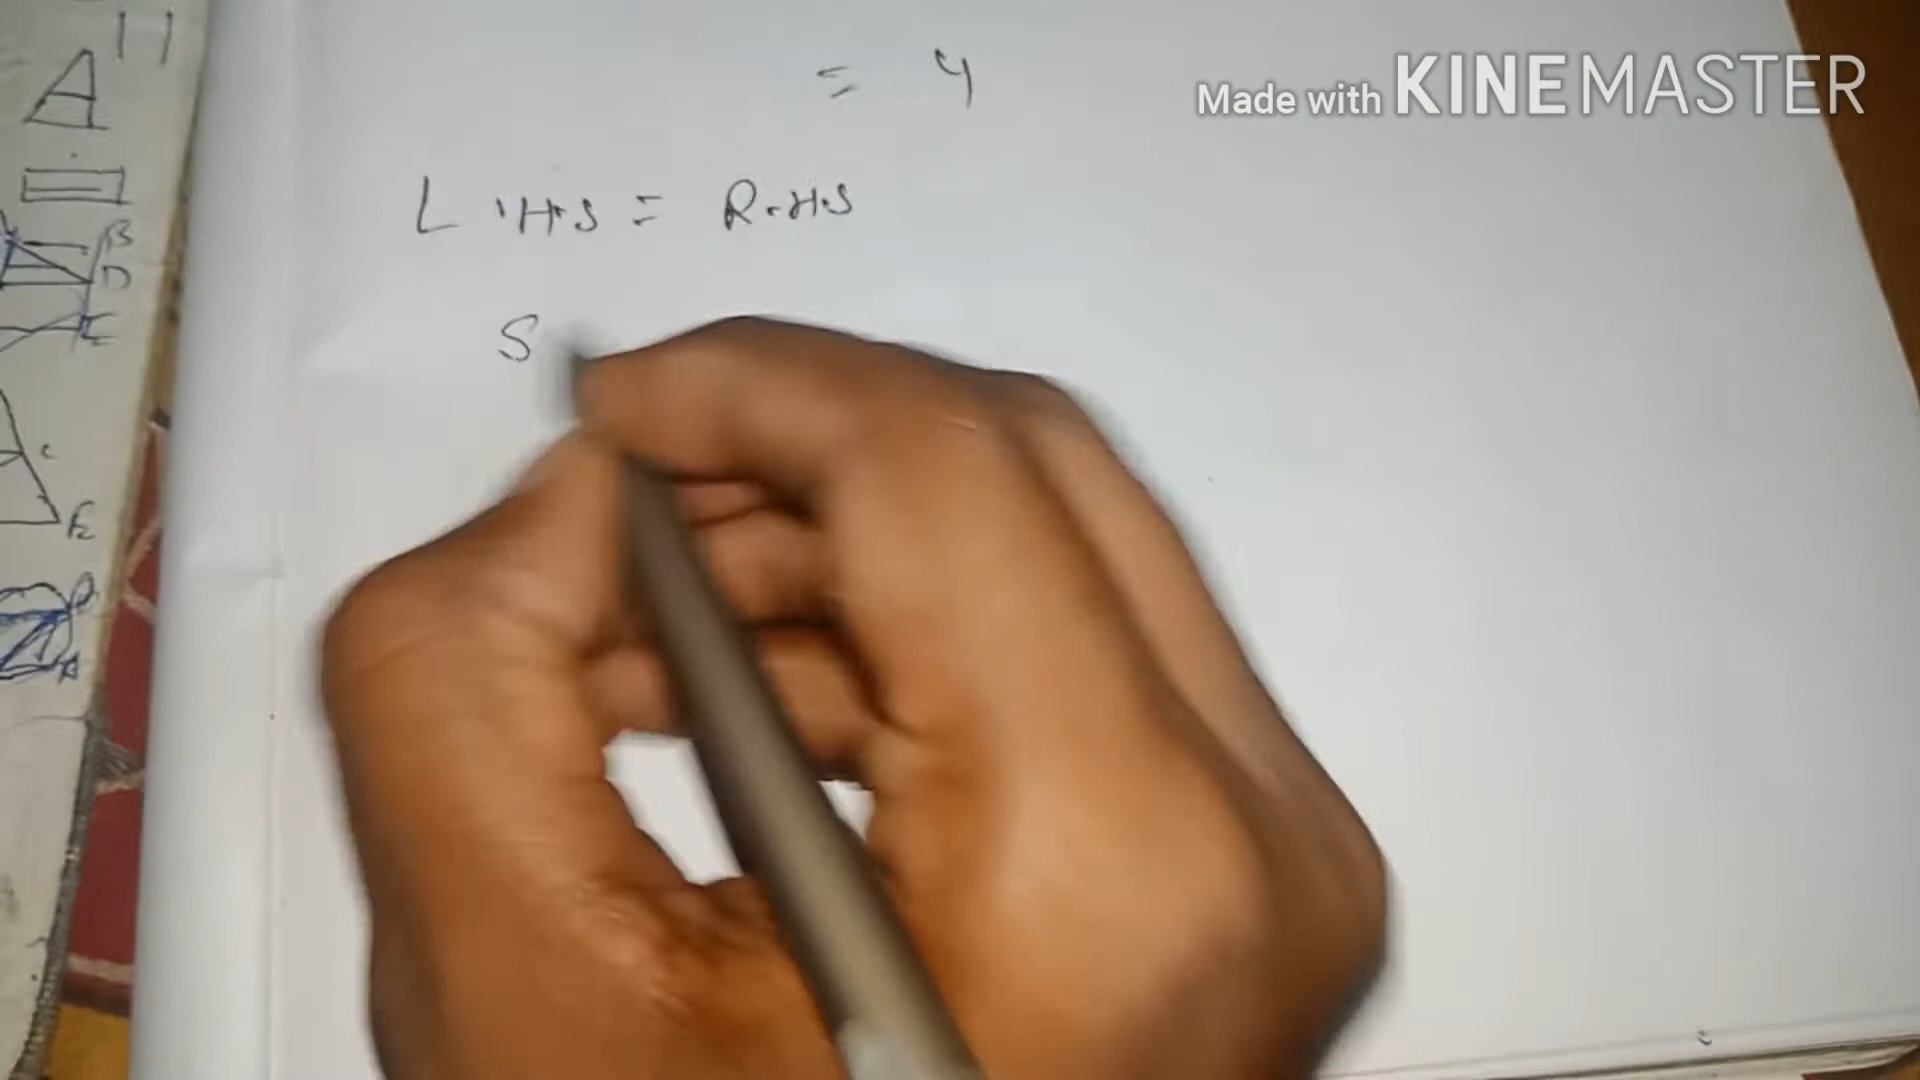 Made with KINEMASTER
= 4
L.H.S = R.H.S
S
A
B
D
C
C
E
A